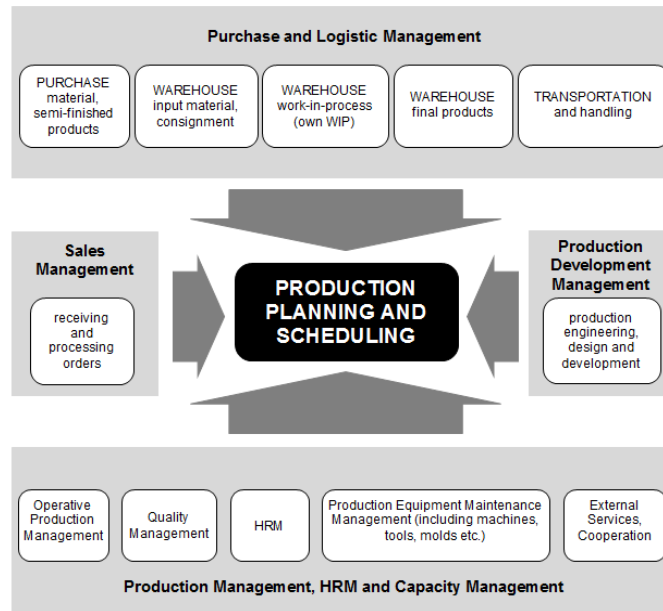 Purchase and Logistic Management
PURCHASE
material,
semi-finished
products
WAREHOUSE
input material,
consignment
WAREHOUSE
work-in-process
(own WIP)
WAREHOUSE
final products
TRANSPORTATION
and handling
Sales
Management
receiving
and
processing
orders
PRODUCTION
PLANNING AND
SCHEDULING
Production
Development
Management
production
engineering,
design and
development
Operative
Production
Management
Quality
Management
HRM
Production Equipment Maintenance
Management (including machines,
tools, molds etc.)
External
Services,
Cooperation
Production Management, HRM and Capacity Management